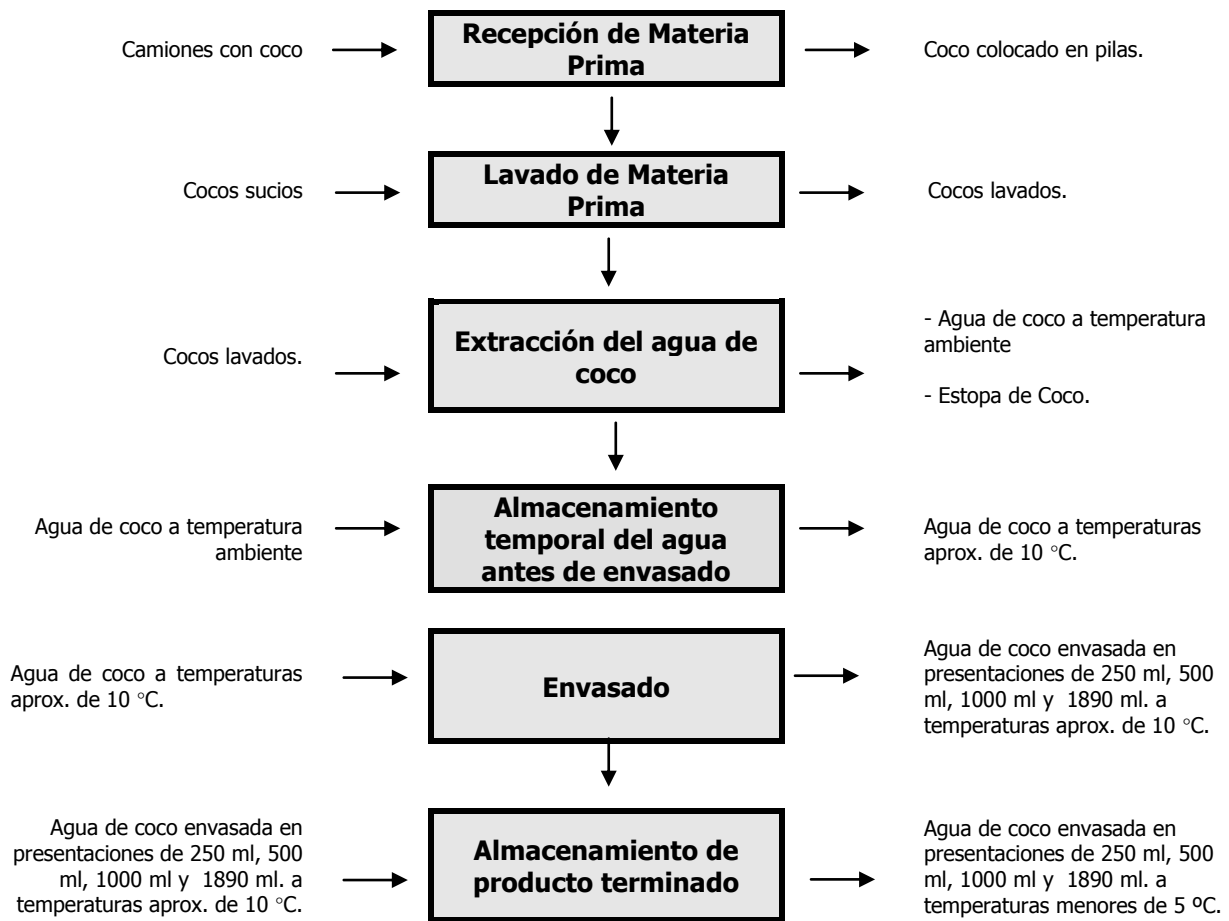 Camiones con coco
Recepción de Materia
Prima
Coco colocado en pilas.
Cocos sucios
Lavado de Materia
Prima
Cocos lavados.
Cocos lavados.
Extracción del agua de
coco
- Agua de coco a temperatura
ambiente
- Estopa de Coco.
Agua de coco a temperatura
ambiente
Almacenamiento
temporal del agua
antes de envasado
Agua de coco a temperaturas
aprox. de 10 °C.
Agua de coco a temperaturas
aprox. de 10 °C.
Envasado
Agua de coco envasada en
presentaciones de 250 ml, 500
ml, 1000 ml y 1890 ml. a
temperaturas aprox. de 10 °C.
Agua de coco envasada en
presentaciones de 250 ml, 500
ml, 1000 ml y 1890 ml. a
temperaturas aprox. de 10 °C.
Almacenamiento de
producto terminado
Agua de coco envasada en
presentaciones de 250 ml, 500
ml, 1000 ml y 1890 ml. a
temperaturas menores de 5 ºC.